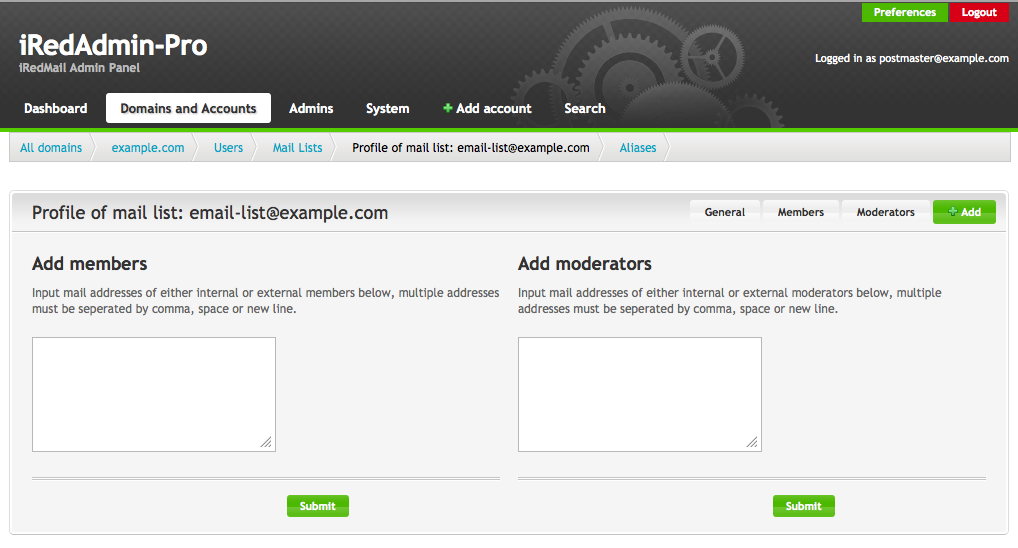 Preferences Logout
iRedAdmin-Pro
iRedMail Admin Panel
Logged in as postmaster@example.com
Dashboard Domains and Accounts Admins System + Add account Search
All domains example.com Users Mail Lists Profile of mail list: email-list@example.com Aliases
Profile of mail list: email-list@example.com General Members Moderators + Add
Add members
Input mail addresses of either internal or external members below, multiple addresses
must be seperated by comma, space or new line.
Submit
Add moderators
Input mail addresses of either internal or external moderators below, multiple
addresses must be seperated by comma, space or new line.
Submit